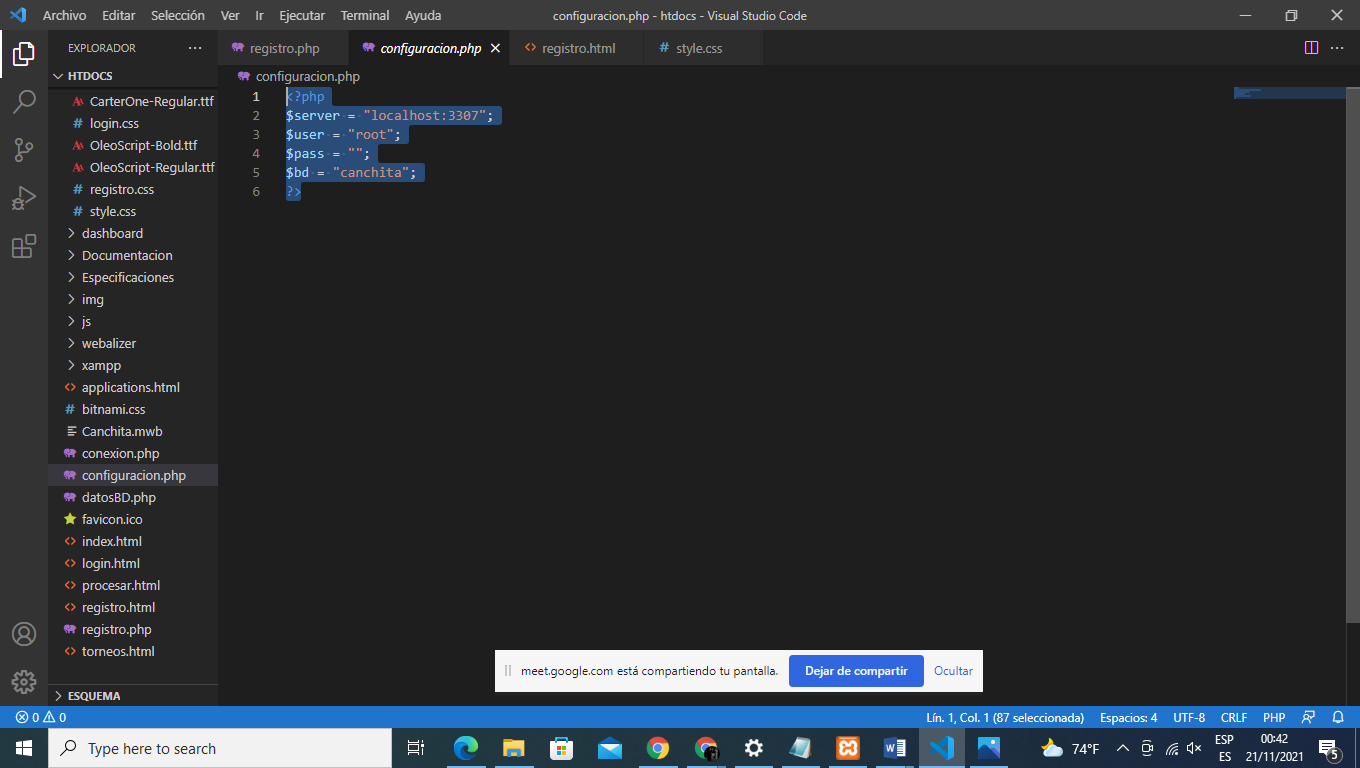 Archivo Editar Selección Ver Ir Ejecutar Terminal Ayuda
configuracion.php - htdocs - Visual Studio Code
EXPLORADOR
registro.php
configuracion.php
registro.html
style.css
HTDOCS
CarterOne-Regular.ttf
login.css
OleoScript-Bold.ttf
OleoScript-Regular.ttf
registro.css
style.css
dashboard
Documentacion
Especificaciones
img
js
webalizer
xampp
applications.html
bitnami.css
Canchita.mwb
conexion.php
configuracion.php
datosBD.php
favicon.ico
index.html
login.html
procesar.html
registro.html
registro.php
torneos.html
ESQUEMA
configuracion.php
1 <?php
2 $server = "localhost:3307";
3 $user = "root";
4 $pass = "";
5 $bd = "canchita";
6 ?>
meet.google.com está compartiendo tu pantalla.
Dejar de compartir
Ocultar
0 0
Lín. 1, Col. 1 (87 seleccionada) Espacios: 4 UTF-8 CRLF PHP
Type here to search
74°F
ESP
ES
00:42
21/11/2021
5